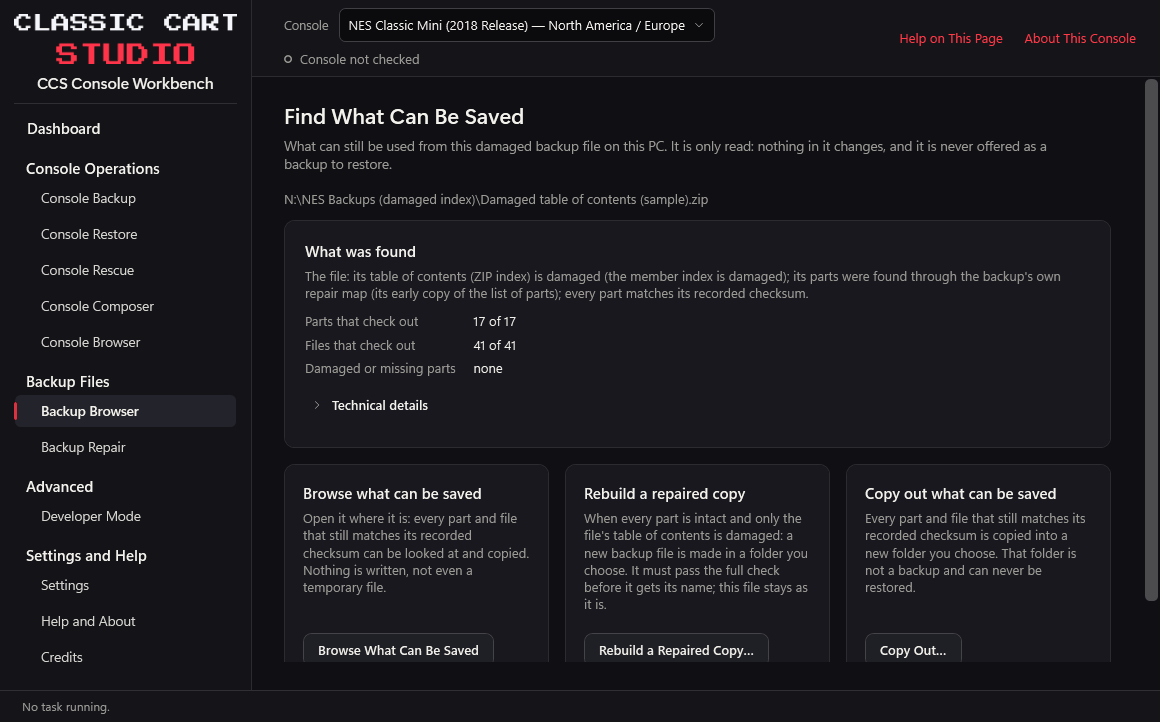 CLASSIC CART
STUDIO
CCS Console Workbench
Dashboard
Console Operations
Console Backup
Console Restore
Console Rescue
Console Composer
Console Browser
Backup Files
Backup Browser
Backup Repair
Advanced
Developer Mode
Settings and Help
Settings
Help and About
Credits
Console
NES Classic Mini (2018 Release) — North America / Europe
Console not checked
Help on This Page
About This Console
Find What Can Be Saved
What can still be used from this damaged backup file on this PC. It is only read: nothing in it changes, and it is never offered as a
backup to restore.
N:\NES Backups (damaged index)\Damaged table of contents (sample).zip
What was found
The file: its table of contents (ZIP index) is damaged (the member index is damaged); its parts were found through the backup's own
repair map (its early copy of the list of parts); every part matches its recorded checksum.
Parts that check out 17 of 17
Files that check out 41 of 41
Damaged or missing parts none
Technical details
Browse what can be saved
Open it where it is: every part and file
that still matches its recorded
checksum can be looked at and copied.
Nothing is written, not even a
temporary file.
Browse What Can Be Saved
Rebuild a repaired copy
When every part is intact and only the
file's table of contents is damaged: a
new backup file is made in a folder you
choose. It must pass the full check
before it gets its name; this file stays as
it is.
Rebuild a Repaired Copy...
Copy out what can be saved
Every part and file that still matches its
recorded checksum is copied into a
new folder you choose. That folder is
not a backup and can never be
restored.
Copy Out...
No task running.